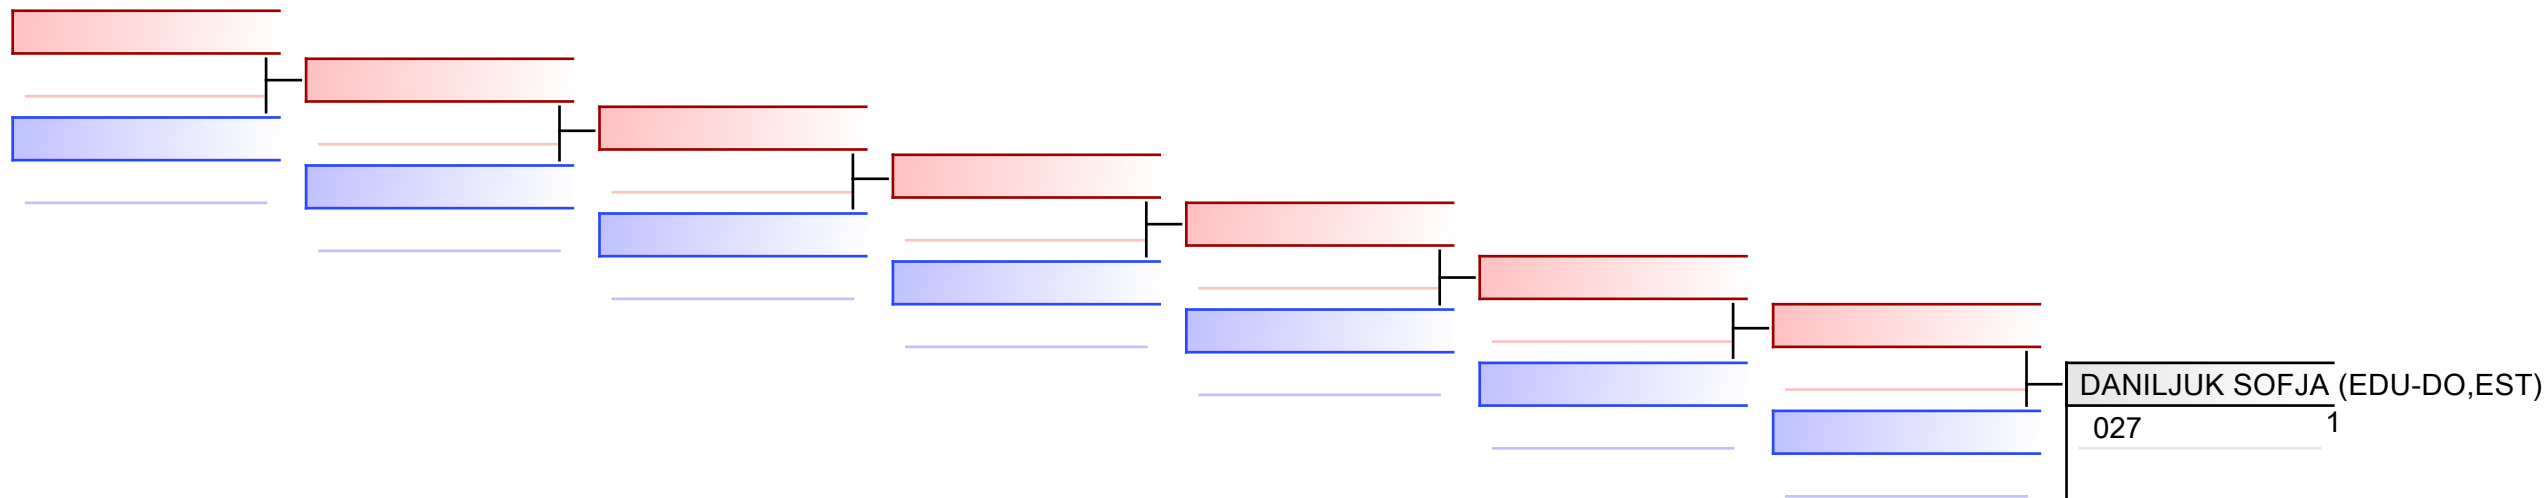 DANILJUK SOFJA (EDU-DO,EST)
027 1